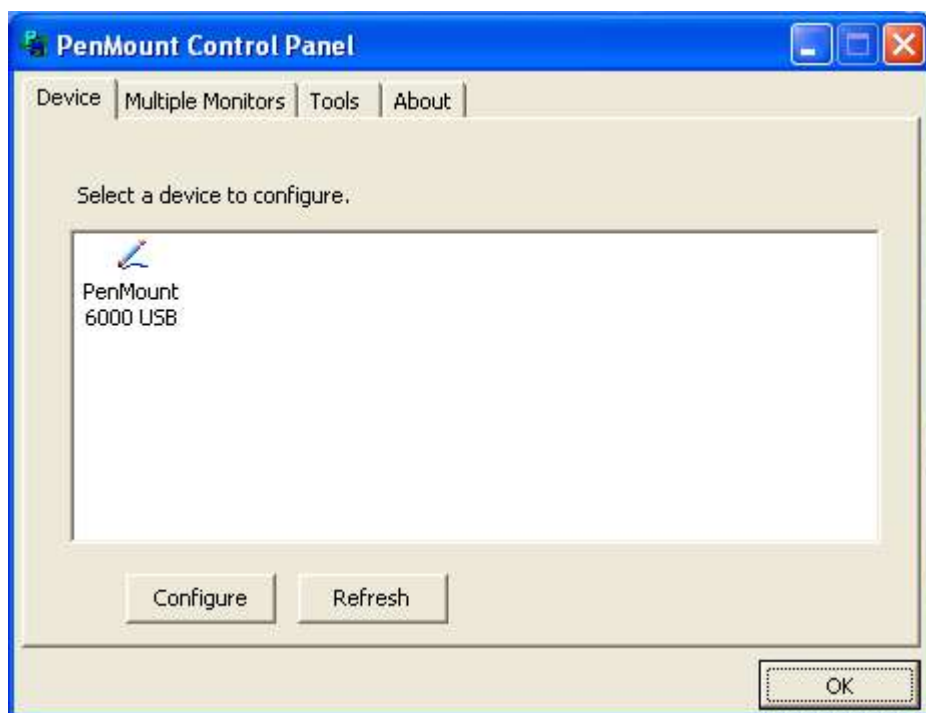 PenMount Control Panel
Device Multiple Monitors Tools About
Select a device to configure.
PenMount
6000 USB
Configure Refresh
OK